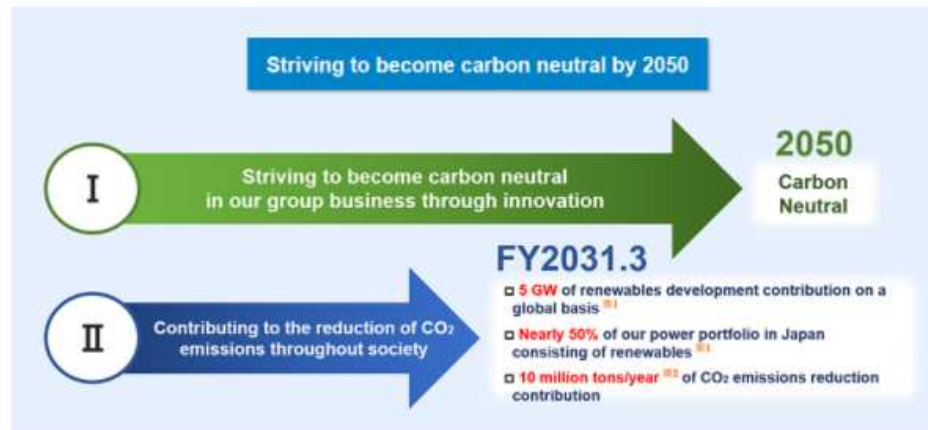 Striving to become carbon neutral by 2050
I
Striving to become carbon neutral
in our group business through innovation
2050
Carbon
Neutral
II
Contributing to the reduction of CO₂
emissions throughout society
FY2031.3
□ 5 GW of renewables development contribution on a
global basis ※1
□ Nearly 50% of our power portfolio in Japan
consisting of renewables ※1
□ 10 million tons/year ※2 of CO₂ emissions reduction
contribution